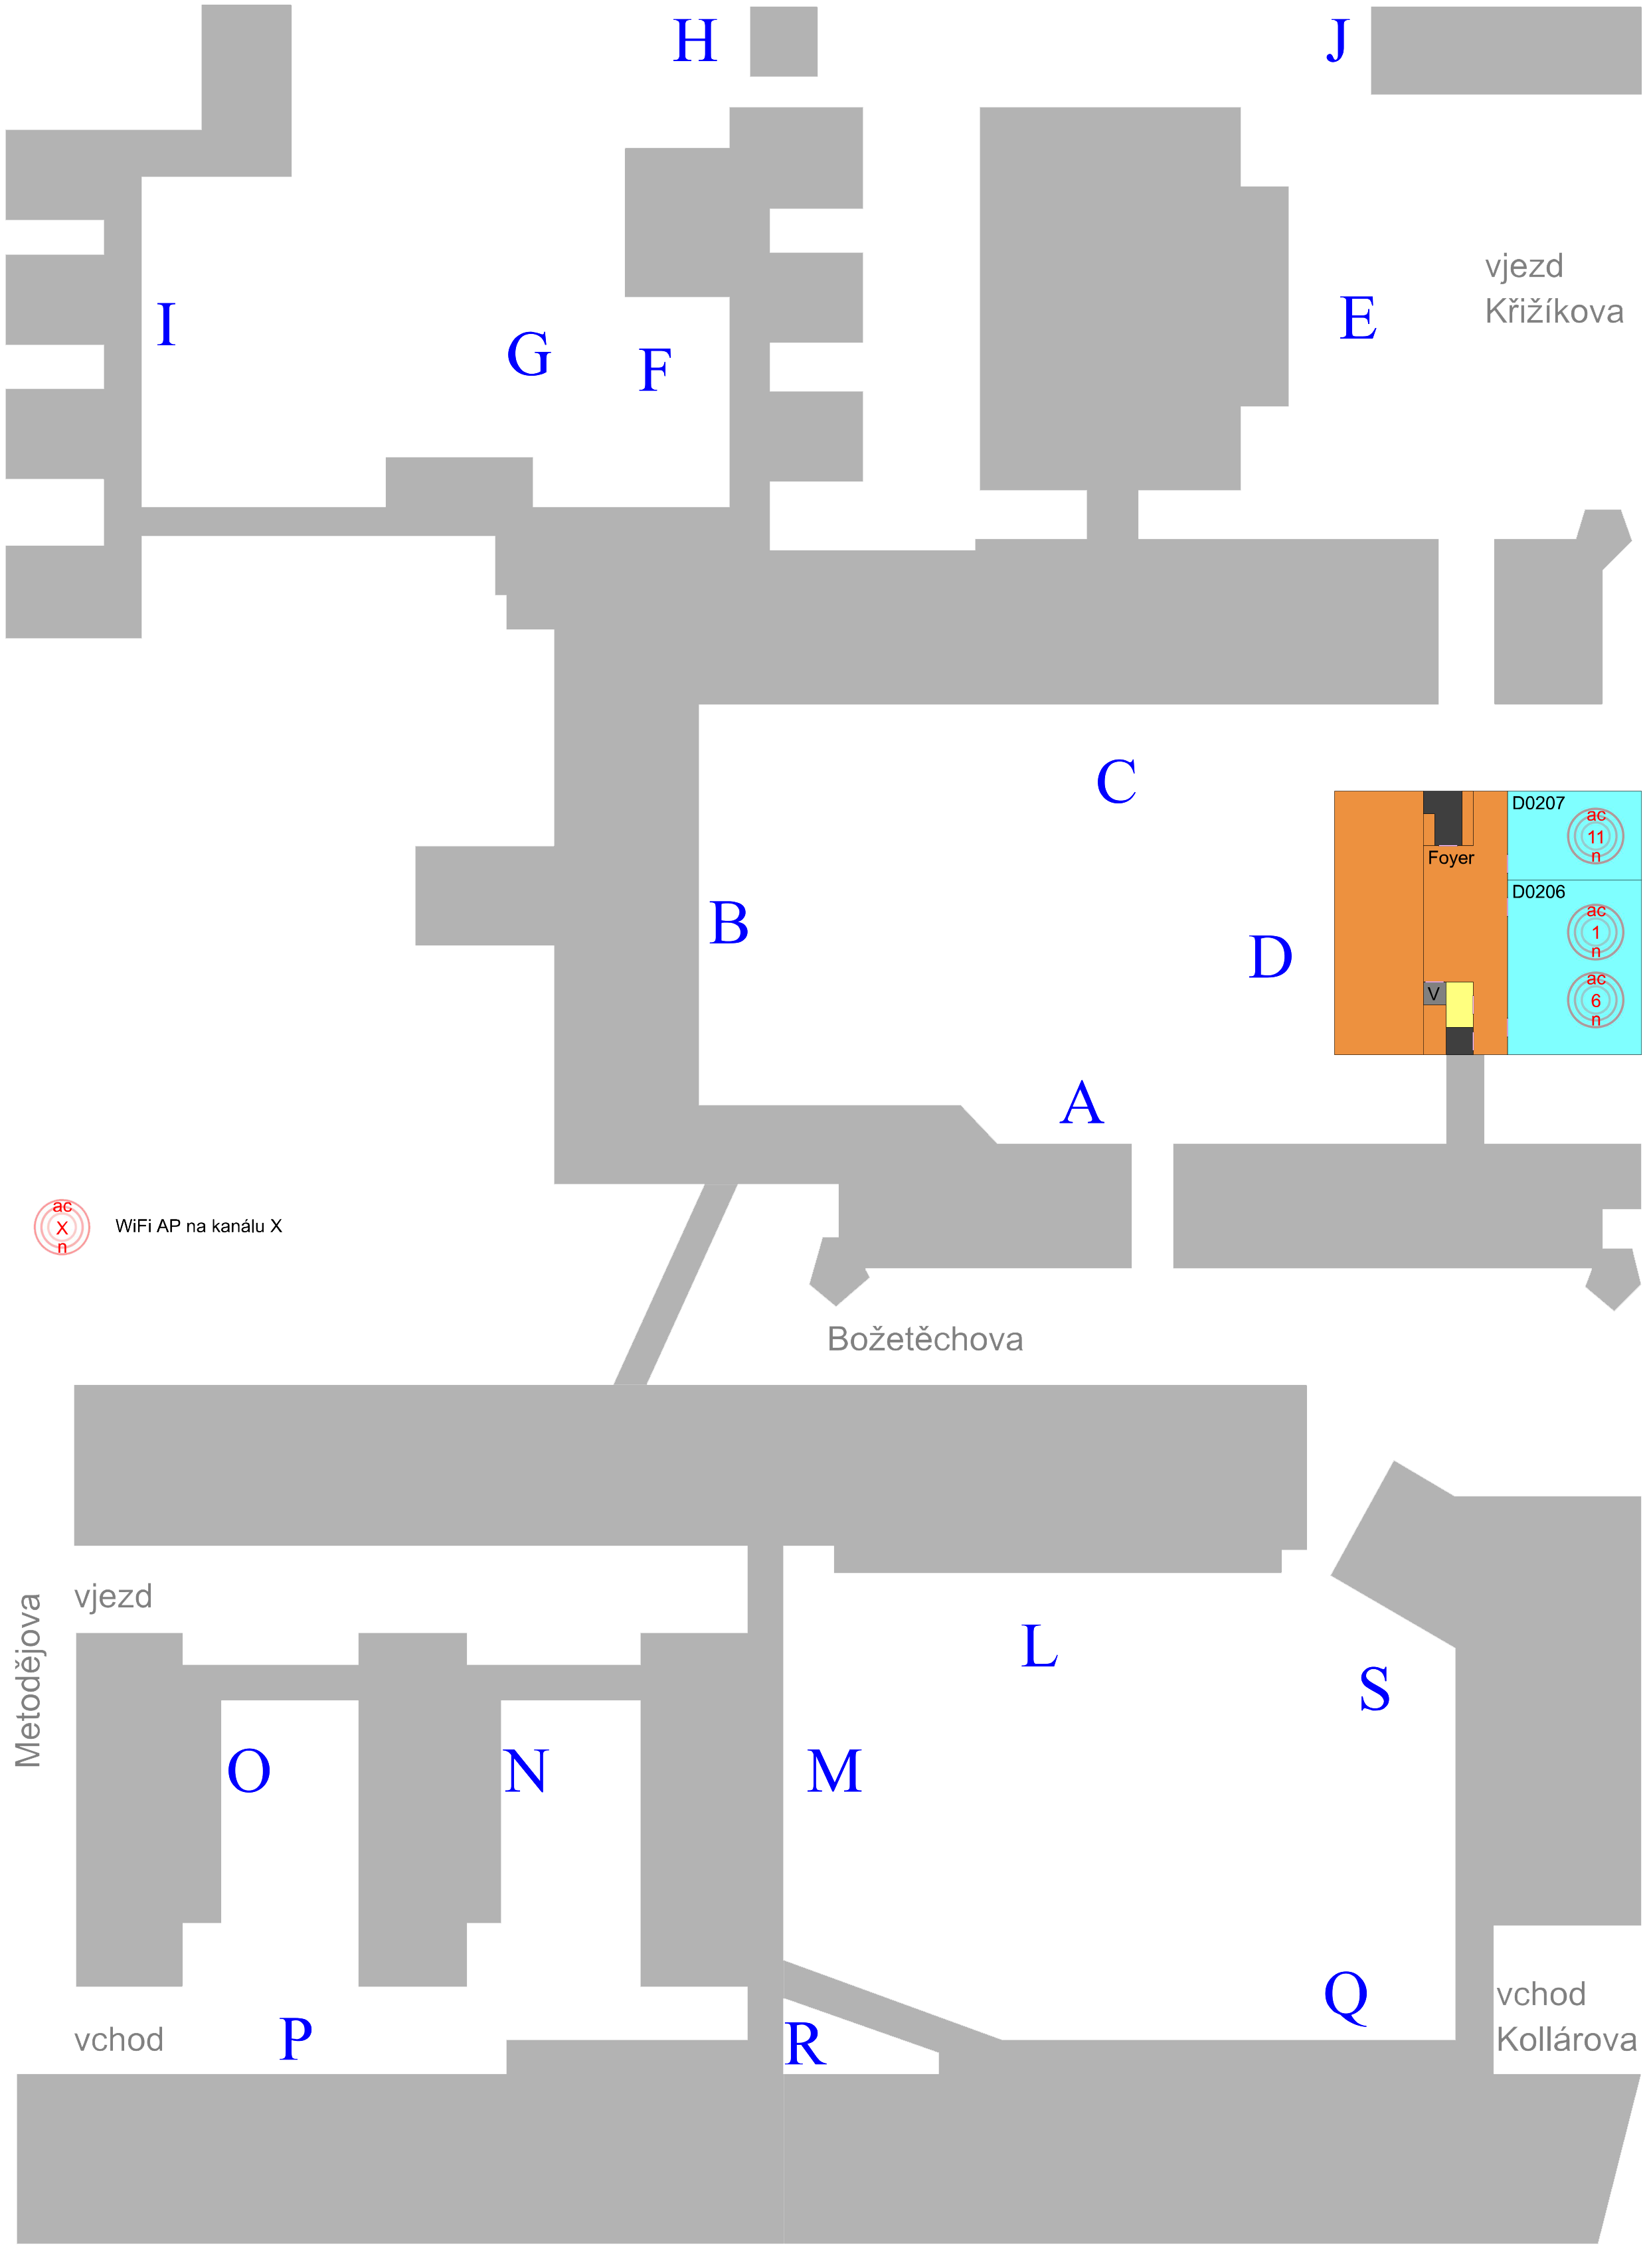 H
J
vjezd
Křižíkova
I
G
F
E
C
D0207
ac
11
n
Foyer
D0206
ac
1
n
B
D
V
ac
6
n
A
ac
X
n
WiFi AP na kanálu X
Božetěchova
vjezd
Metodějova
L
S
O
N
M
Q
vchod
Kollárova
vchod
P
R